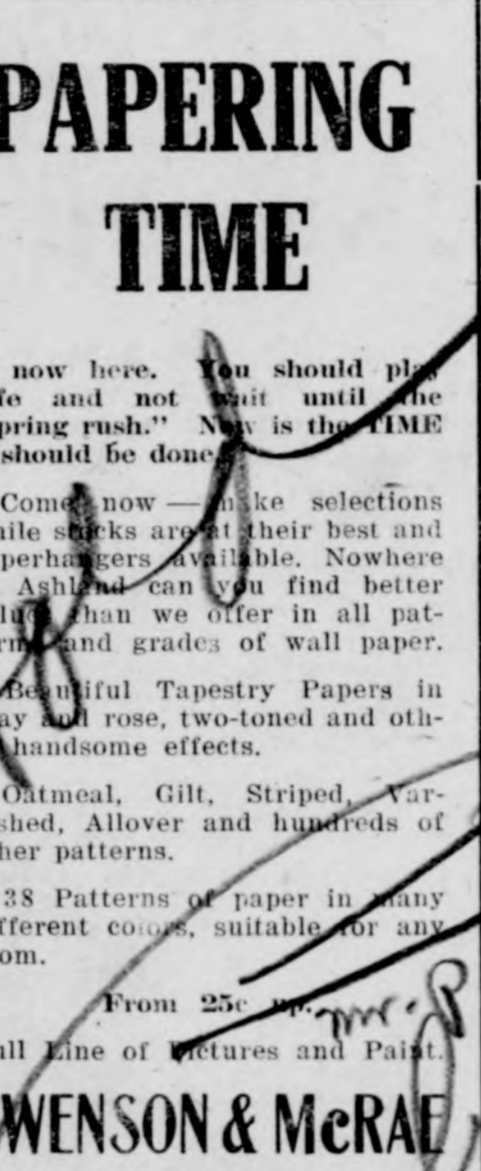 PAPERING
TIME
now here. You should play
fe and not wait until the
pring rush." Now is the TIME
should be done
Come now — make selections
hile stocks are at their best and
perhangers available. Nowhere
Ashland can you find better
lues than we offer in all pat-
rns and grades of wall paper.
Beautiful Tapestry Papers in
ay and rose, two-toned and oth-
handsome effects.
Oatmeal, Gilt, Striped, Var-
shed, Allover and hundreds of
her patterns.
38 Patterns of paper in many
fferent colors, suitable for any
om.
From 25c up.
ull Line of Pictures and Paint.
WENSON & McRAE